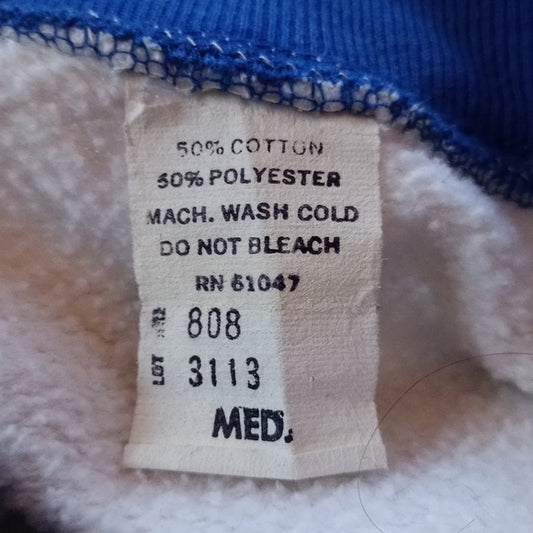 50% COTTON
50% POLYESTER
MACH. WASH COLD
DO NOT BLEACH
RN 61047
808
LOT 3113
MED.